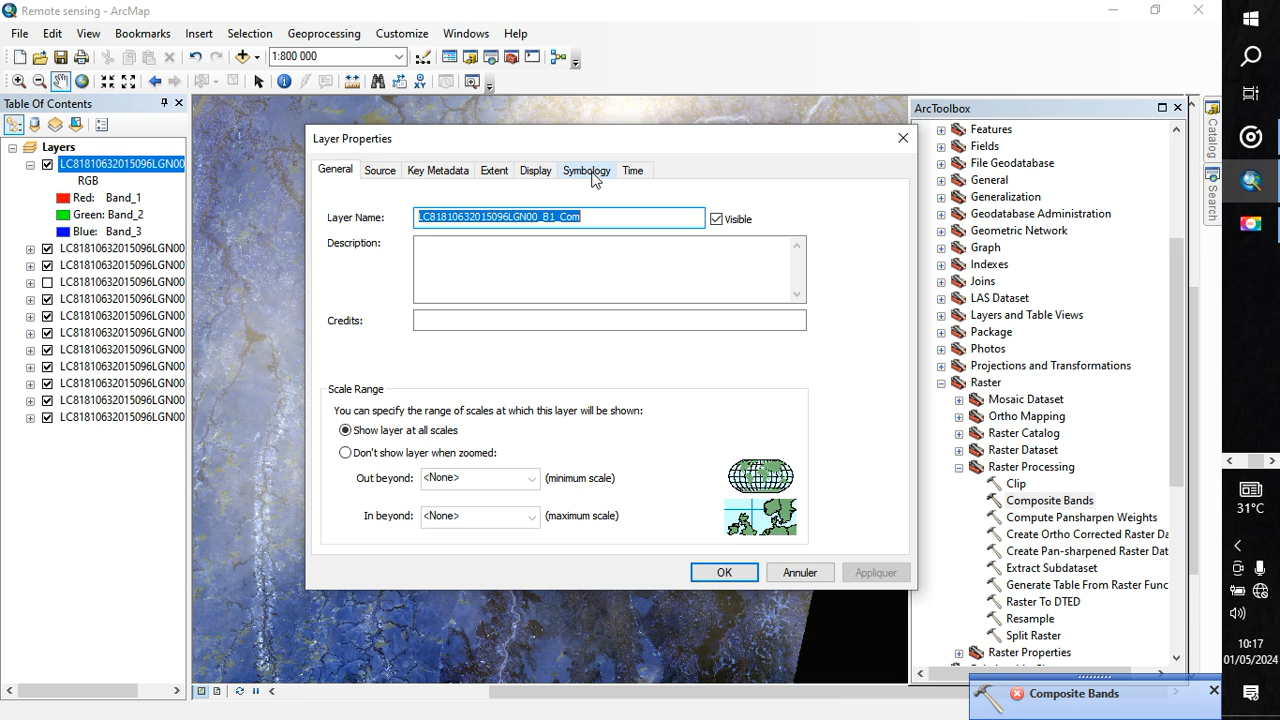 Remote sensing - ArcMap
File Edit View Bookmarks Insert Selection Geoprocessing Customize Windows Help
1:800 000
Table Of Contents
Layers
LC81810632015096LGN00
RGB
Red: Band_1
Green: Band_2
Blue: Band_3
LC81810632015096LGN00
LC81810632015096LGN00
LC81810632015096LGN00
LC81810632015096LGN00
LC81810632015096LGN00
LC81810632015096LGN00
LC81810632015096LGN00
LC81810632015096LGN00
LC81810632015096LGN00
LC81810632015096LGN00
LC81810632015096LGN00
Layer Properties
General Source Key Metadata Extent Display Symbology Time
Layer Name: LC81810632015096LGN00_B1_Com Visible
Description:
Credits:
Scale Range
You can specify the range of scales at which this layer will be shown:
Show layer at all scales
Don't show layer when zoomed:
Out beyond: <None> (minimum scale)
In beyond: <None> (maximum scale)
OK Annuler Appliquer
ArcToolbox
Features
Fields
File Geodatabase
General
Generalization
Geodatabase Administration
Geometric Network
Graph
Indexes
Joins
LAS Dataset
Layers and Table Views
Package
Photos
Projections and Transformations
Raster
Mosaic Dataset
Ortho Mapping
Raster Catalog
Raster Dataset
Raster Processing
Clip
Composite Bands
Compute Pansharpen Weights
Create Ortho Corrected Raster Da
Create Pan-sharpened Raster Dat
Extract Subdataset
Generate Table From Raster Func
Raster To DTED
Resample
Split Raster
Raster Properties
Composite Bands
Catalog
Search
31°C
10:17
01/05/2024